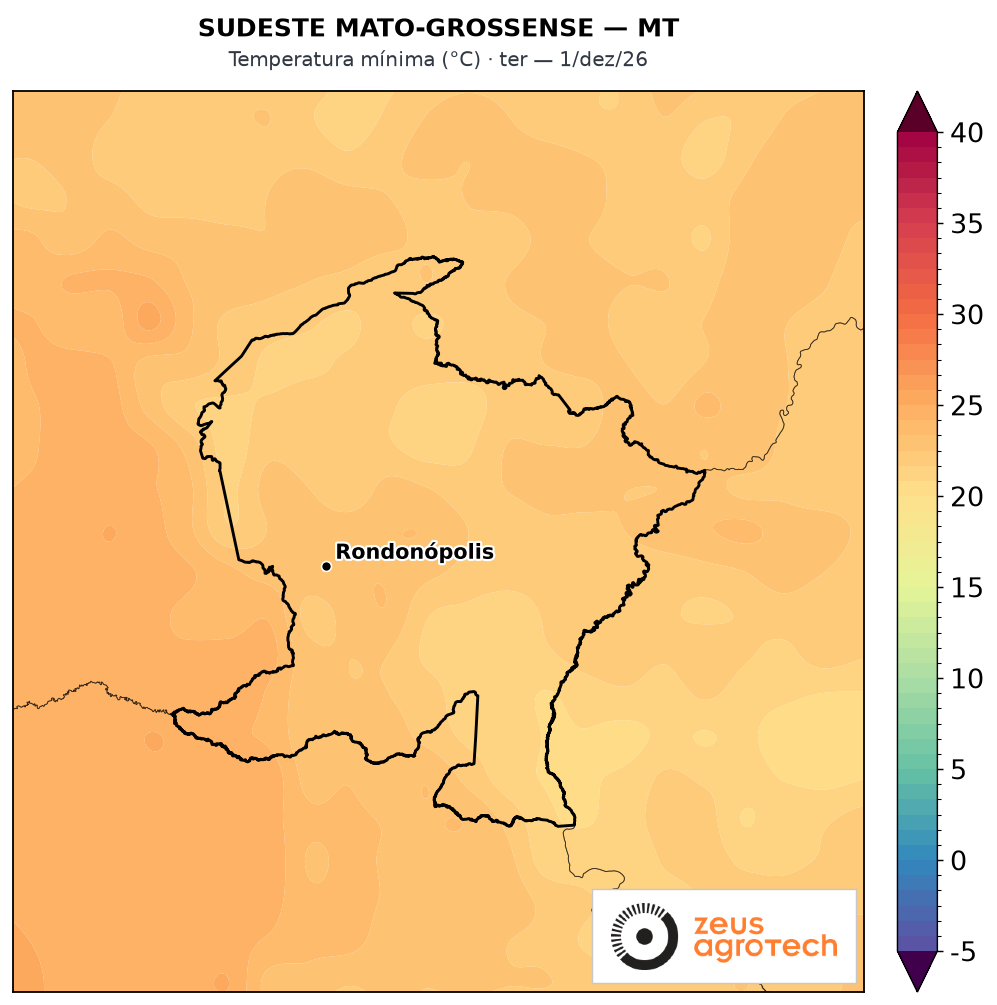 SUDESTE MATO-GROSSENSE — MT
Temperatura mínima (°C) · ter — 1/dez/26
40
35
30
25
20
15
10
5
0
-5
Rondonópolis
zeus
agrotech